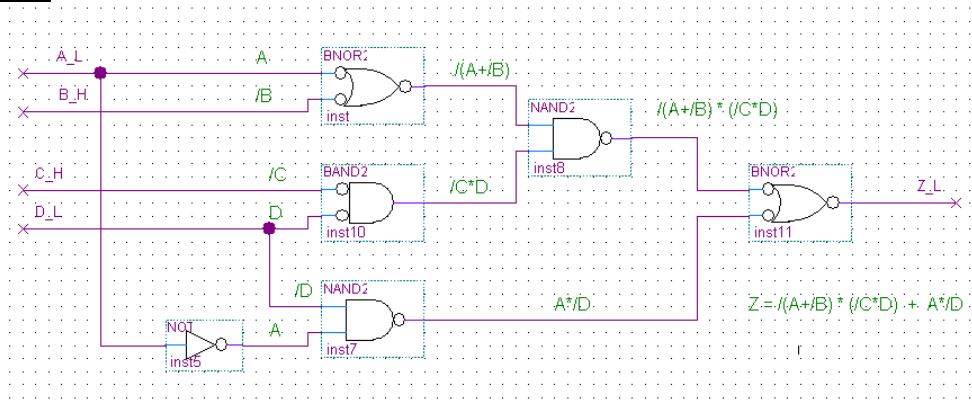 A_L
A
BNOR2
./(A+/B)
B_H
/B
inst
NAND2
/(A+/B) * (/C*D)
inst8
C_H
/C
BAND2
/C*D
BNOR2
Z_L
D_L
D
inst10
inst11
/D
NAND2
A*/D
Z = /(A+/B) * (/C*D) + A*/D
NOT
A
inst7
inst5